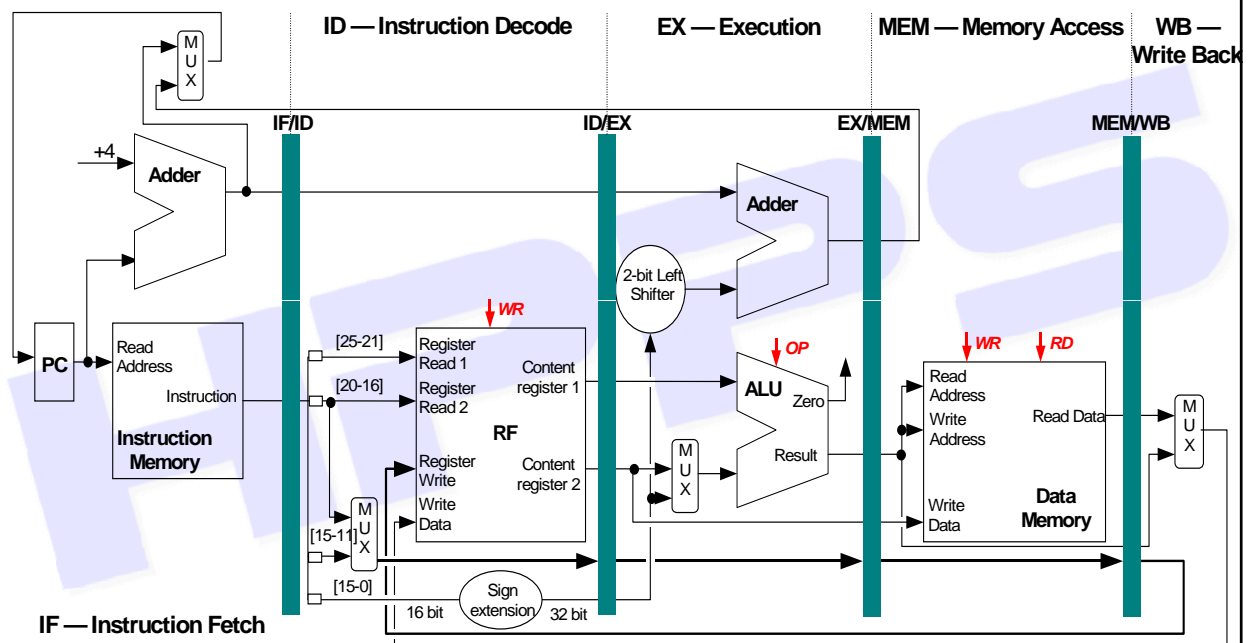 ID — Instruction Decode
EX — Execution
MEM — Memory Access
WB —
Write Back
M
U
X
IF/ID
ID/EX
EX/MEM
MEM/WB
+4
Adder
Adder
2-bit Left
Shifter
WR
[25-21]
PC
Read
Address
Instruction
Instruction
Memory
[20-16]
Register
Read 1
Register
Read 2
Content
register 1
RF
Register
Write
Content
register 2
Write
Data
M
U
X
[15-11]
[15-0]
16 bit
Sign
extension
32 bit
OP
ALU
Zero
Result
M
U
X
WR
RD
Read
Address
Write
Address
Read Data
Write
Data
Data
Memory
M
U
X
IF — Instruction Fetch
HPPS